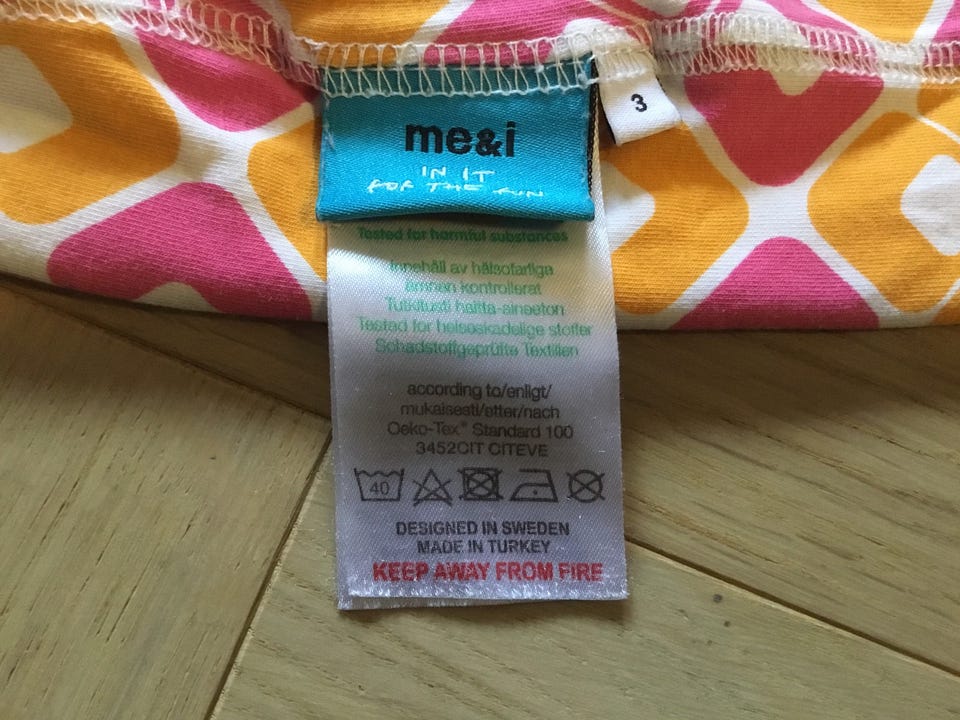 me&i
IN IT
FOR THE FUN
3
Tested for harmful substances
Innehåll av hälsofarliga
ämnen kontrollerat
Tutkitusti haitta-aineeton
Tested for helseskadelige stoffer
Schadstoffgeprüfte Textilien
according to/enligt/
mukaisesti/etter/nach
Oeko-Tex® Standard 100
3452CIT CITEVE
40
DESIGNED IN SWEDEN
MADE IN TURKEY
KEEP AWAY FROM FIRE